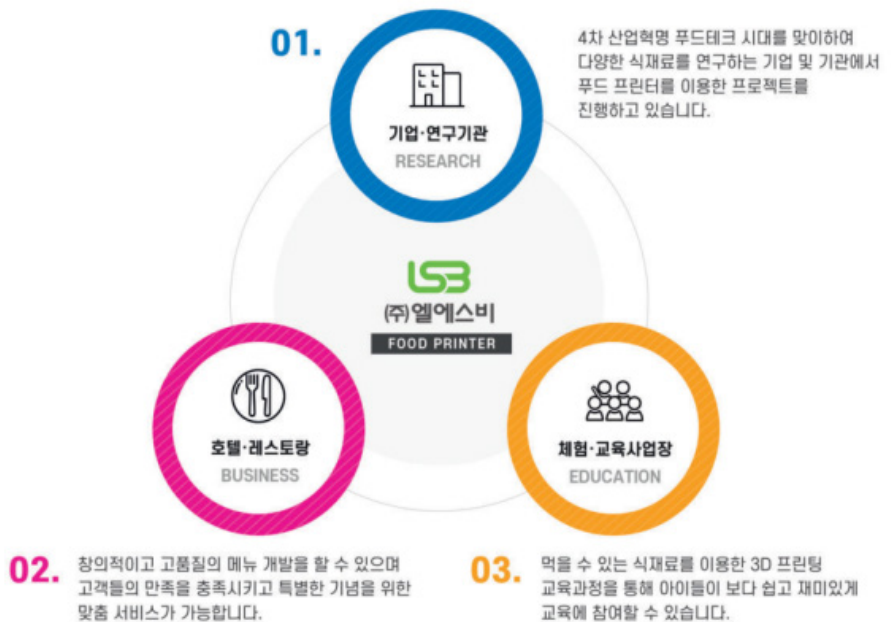 01.
4차 산업혁명 푸드테크 시대를 맞이하여
다양한 식재료를 연구하는 기업 및 기관에서
푸드 프린터를 이용한 프로젝트를
진행하고 있습니다.
기업·연구기관
RESEARCH
LSB
(주)엘에스비
FOOD PRINTER
호텔·레스토랑
BUSINESS
체험·교육사업장
EDUCATION
02.
창의적이고 고품질의 메뉴 개발을 할 수 있으며
고객들의 만족을 충족시키고 특별한 기념을 위한
맞춤 서비스가 가능합니다.
03.
먹을 수 있는 식재료를 이용한 3D 프린팅
교육과정을 통해 아이들이 보다 쉽고 재미있게
교육에 참여할 수 있습니다.